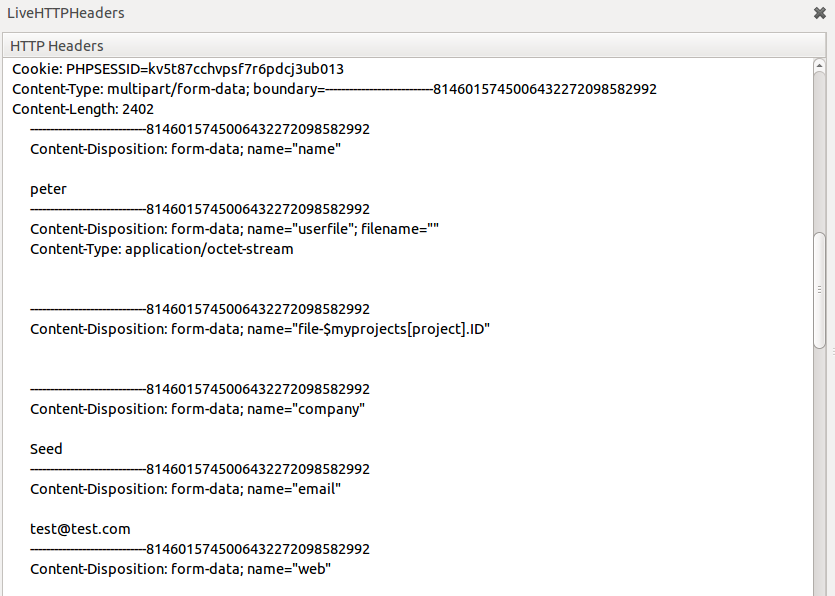 LiveHTTPHeaders
HTTP Headers
Cookie: PHPSESSID=kv5t87cchvpsf7r6pdcj3ub013
Content-Type: multipart/form-data; boundary=---------------------------8146015745006432272098582992
Content-Length: 2402
-----------------------------8146015745006432272098582992
Content-Disposition: form-data; name="name"
peter
-----------------------------8146015745006432272098582992
Content-Disposition: form-data; name="userfile"; filename=""
Content-Type: application/octet-stream
-----------------------------8146015745006432272098582992
Content-Disposition: form-data; name="file-$myprojects[project].ID"
-----------------------------8146015745006432272098582992
Content-Disposition: form-data; name="company"
Seed
-----------------------------8146015745006432272098582992
Content-Disposition: form-data; name="email"
test@test.com
-----------------------------8146015745006432272098582992
Content-Disposition: form-data; name="web"